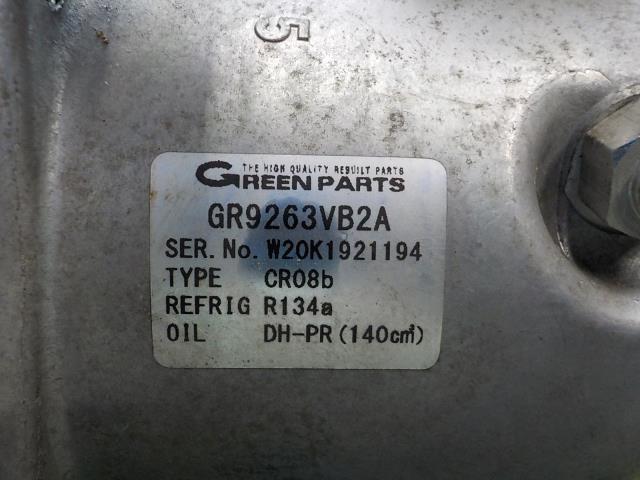 5
THE HIGH QUALITY REBUILT PARTS
GREEN PARTS
GR9263VB2A
SER. No. W20K1921194
TYPE CR08b
REFRIG R134a
OIL DH-PR (140cm³)